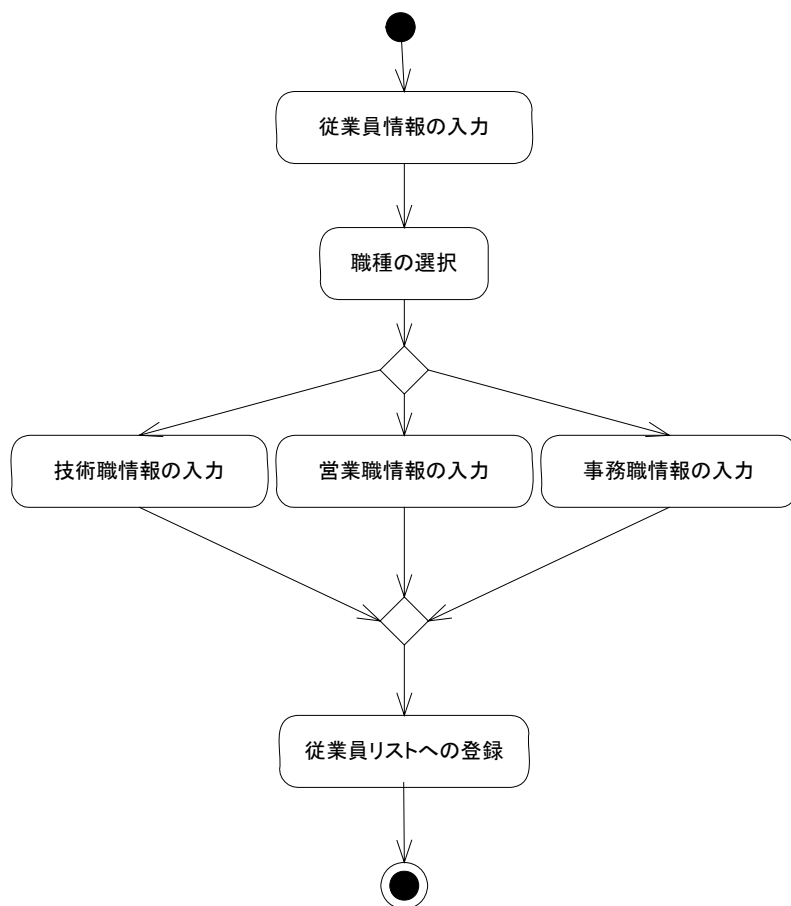 従業員情報の入力
職種の選択
技術職情報の入力
営業職情報の入力
事務職情報の入力
従業員リストへの登録